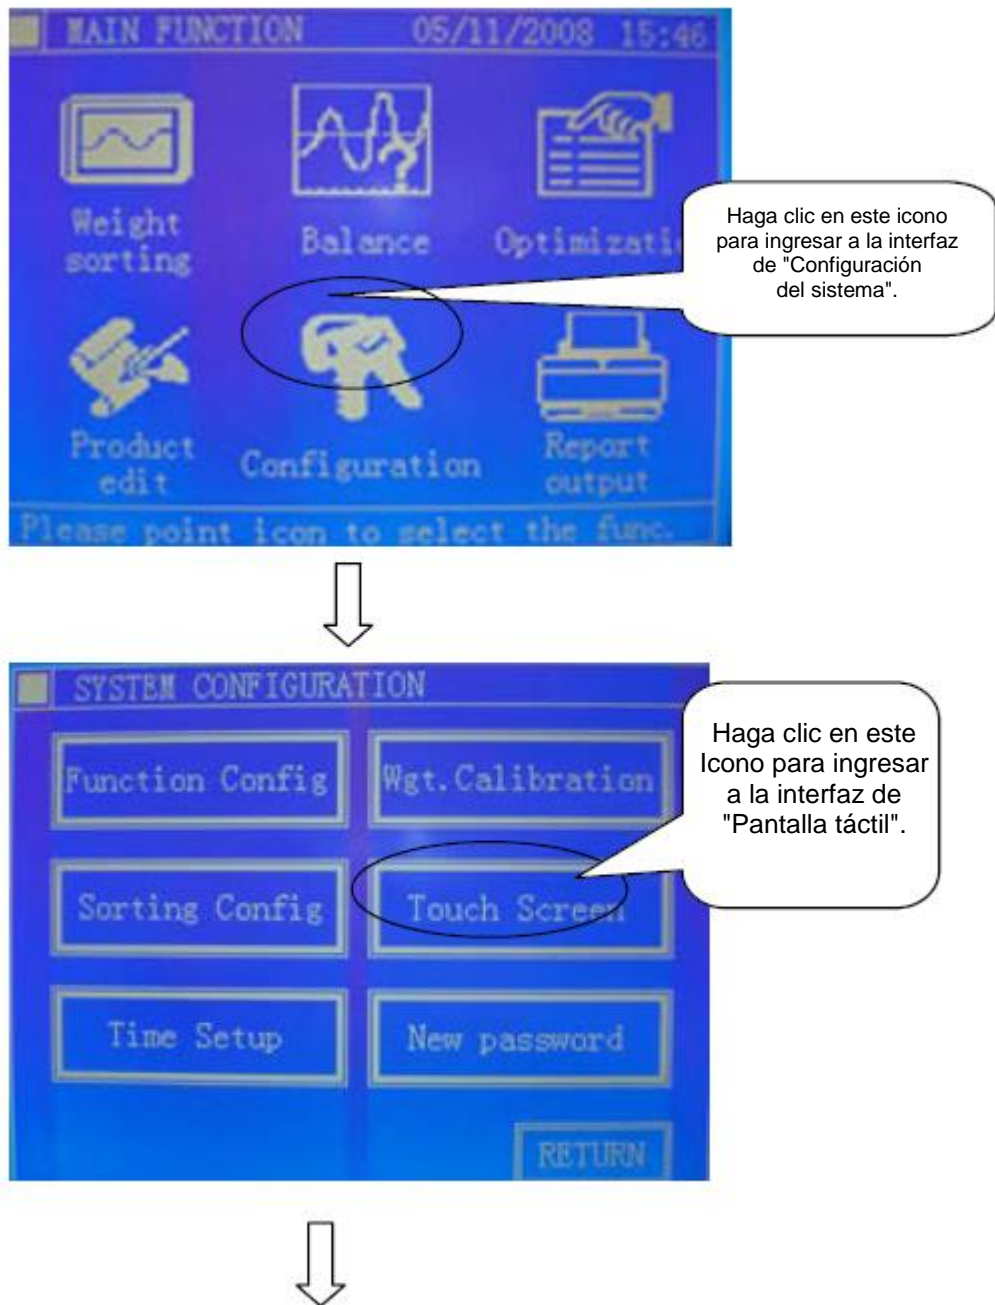 MAIN FUNCTION 05/11/2008 15:46
Weight
sorting
Balance
Optimizati
Haga clic en este icono
para ingresar a la interfaz
de "Configuración
del sistema".
Product
edit
Configuration
Report
output
Please point icon to select the func.
SYSTEM CONFIGURATION
Function Config
Wgt.Calibration
Haga clic en este
Icono para ingresar
a la interfaz de
"Pantalla táctil".
Sorting Config
Touch Screen
Time Setup
New password
RETURN